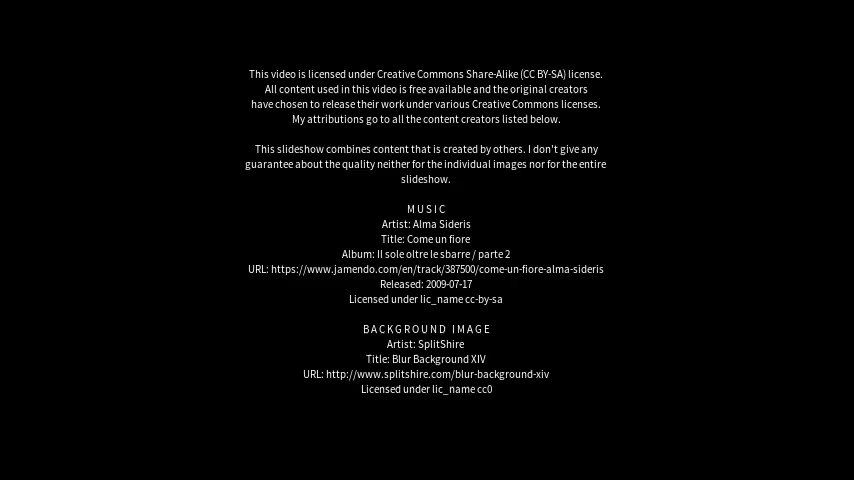 This video is licensed under Creative Commons Share-Alike (CC BY-SA) license.
All content used in this video is free available and the original creators
have chosen to release their work under various Creative Commons licenses.
My attributions go to all the content creators listed below.
This slideshow combines content that is created by others. I don't give any
guarantee about the quality neither for the individual images nor for the entire
slideshow.
MUSIC
Artist: Alma Sideris
Title: Come un fiore
Album: Il sole oltre le sbarre / parte 2
URL: https://www.jamendo.com/en/track/387500/come-un-fiore-alma-sideris
Released: 2009-07-17
Licensed under lic_name cc-by-sa
BACKGROUND IMAGE
Artist: SplitShire
Title: Blur Background XIV
URL: http://www.splitshire.com/blur-background-xiv
Licensed under lic_name cc0